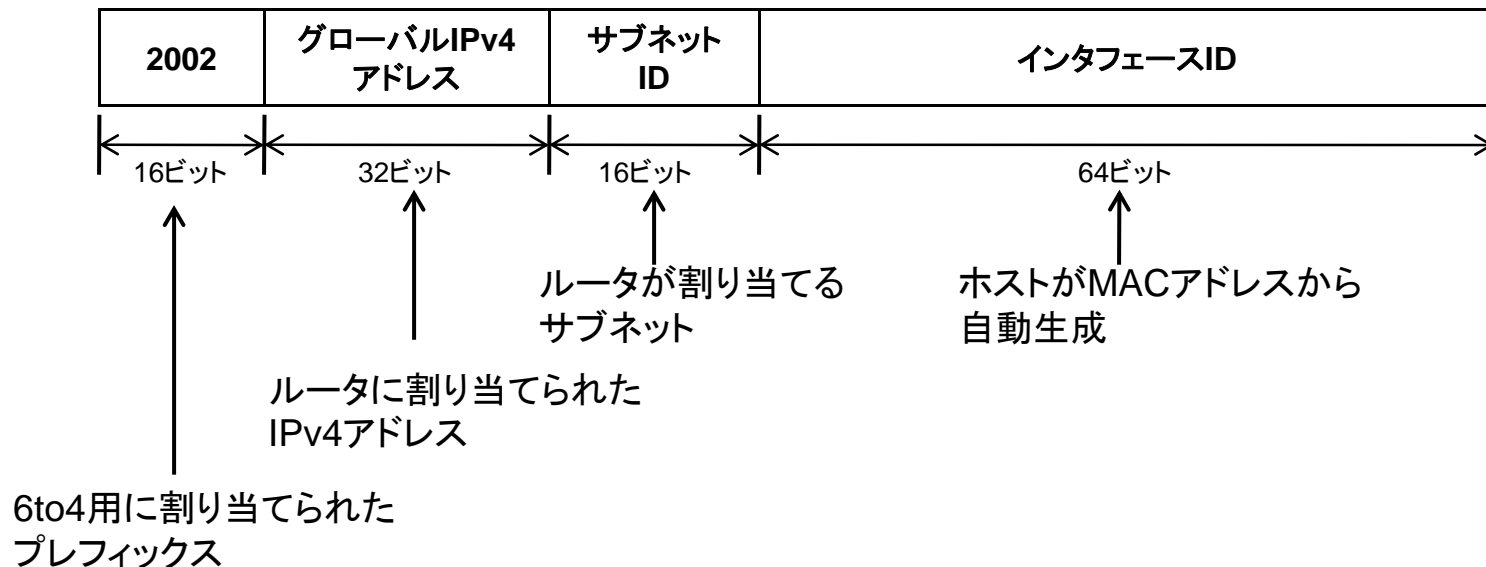 2002
グローバルIPv4
アドレス
サブネット
ID
インタフェースID
16ビット
32ビット
16ビット
64ビット
ルータが割り当てる
サブネット
ホストがMACアドレスから
自動生成
ルータに割り当てられた
IPv4アドレス
6to4用に割り当てられた
プレフィックス